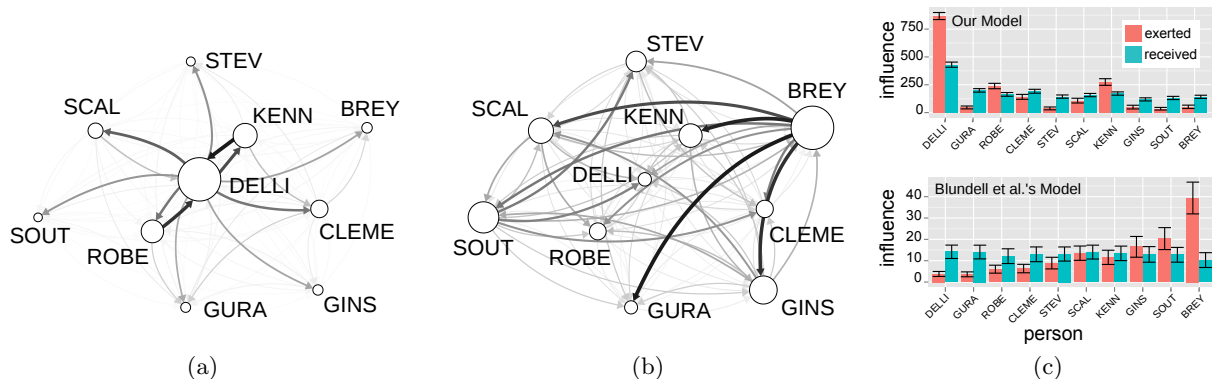 STEV
SCAL
KENN
BREY
DELLI
SOUT
ROBE
CLEME
GURA
GINS
(a)
STEV
BREY
SCAL
KENN
DELLI
SOUT
ROBE
CLEME
GURA
GINS
(b)
Our Model
exerted
received
influence
750
500
250
0
DELLI GURA ROBE CLEME STEV SCAL KENN GINS SOUT BREY
Blundell et al.'s Model
influence
40
30
20
10
0
DELLI GURA ROBE CLEME STEV SCAL KENN GINS SOUT BREY
person
(c)